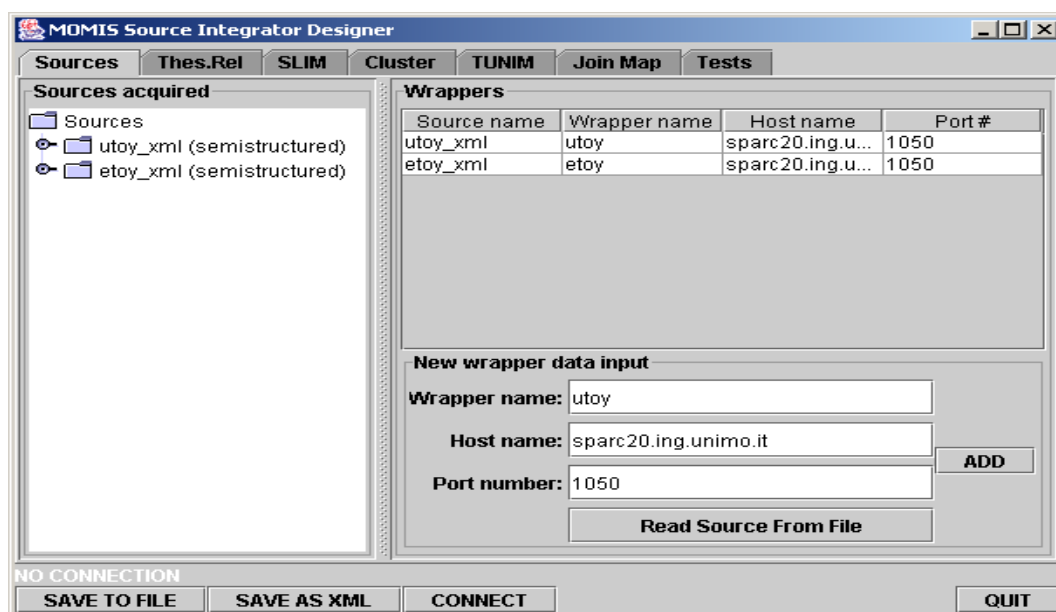 MOMIS Source Integrator Designer
Sources Thes.Rel SLIM Cluster TUNIM Join Map Tests
Sources acquired
Sources
utoy_xml (semistructured)
etoy_xml (semistructured)
Wrappers
Source name Wrapper name Host name Port #
utoy_xml utoy sparc20.ing.u... 1050
etoy_xml etoy sparc20.ing.u... 1050
New wrapper data input
Wrapper name: utoy
Host name: sparc20.ing.unimo.it
Port number: 1050
ADD
Read Source From File
NO CONNECTION
SAVE TO FILE SAVE AS XML CONNECT QUIT